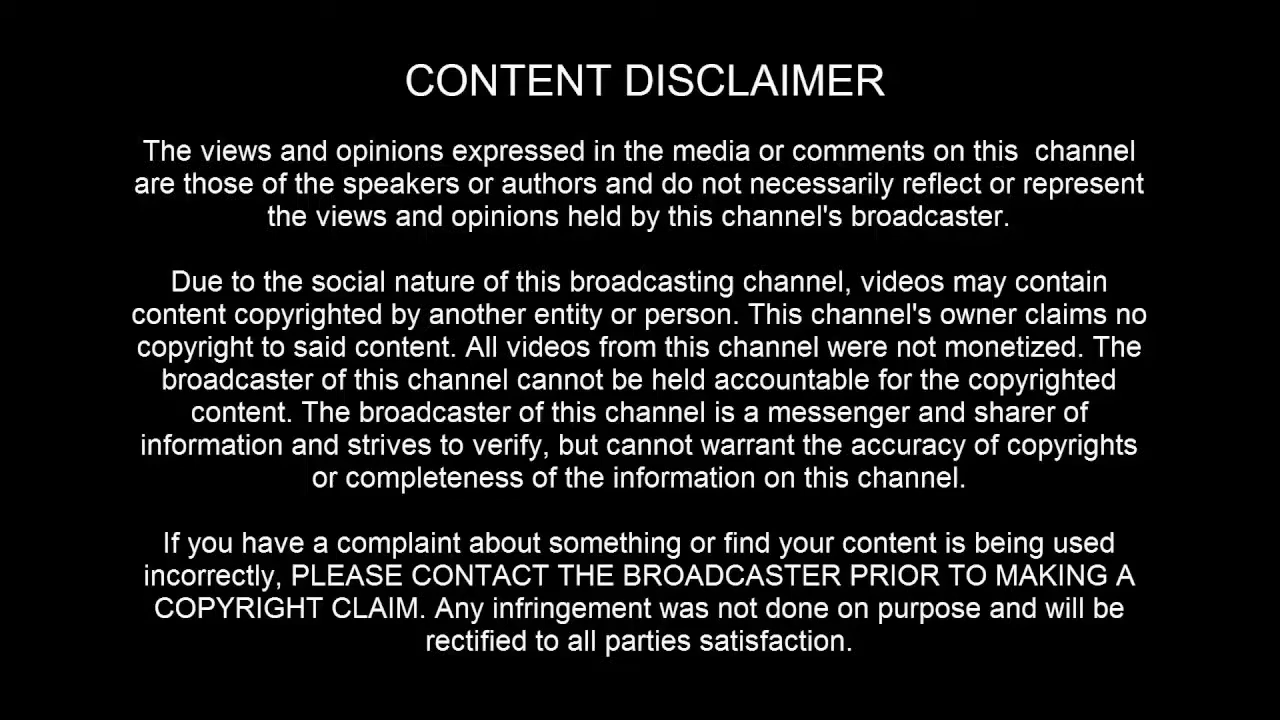 CONTENT DISCLAIMER
The views and opinions expressed in the media or comments on this  channel
are those of the speakers or authors and do not necessarily reflect or represent
the views and opinions held by this channel's broadcaster.
Due to the social nature of this broadcasting channel, videos may contain
content copyrighted by another entity or person. This channel's owner claims no
copyright to said content. All videos from this channel were not monetized. The
broadcaster of this channel cannot be held accountable for the copyrighted
content. The broadcaster of this channel is a messenger and sharer of
information and strives to verify, but cannot warrant the accuracy of copyrights
or completeness of the information on this channel.
If you have a complaint about something or find your content is being used
incorrectly, PLEASE CONTACT THE BROADCASTER PRIOR TO MAKING A
COPYRIGHT CLAIM. Any infringement was not done on purpose and will be
rectified to all parties satisfaction.